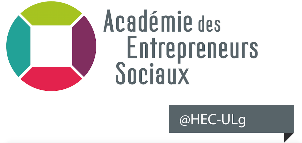 Académie des
Entrepreneurs
Sociaux
@HEC-ULg